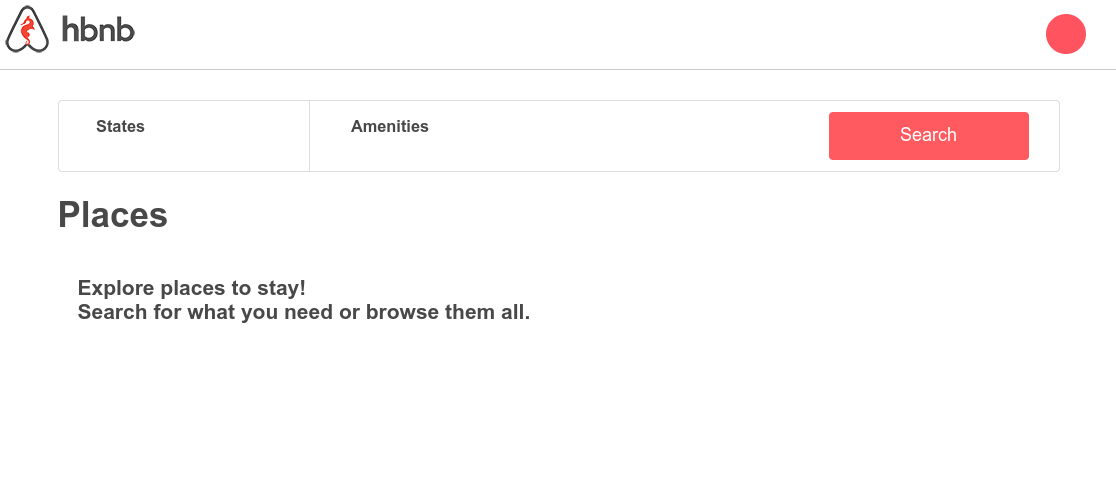 hbnb
States
Amenities
Search
Places
Explore places to stay!
Search for what you need or browse them all.